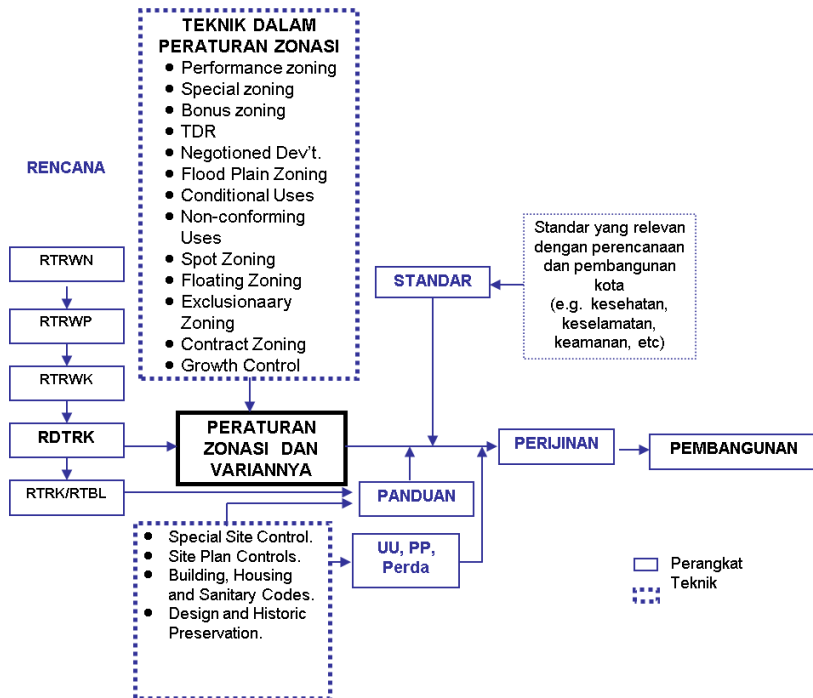 TEKNIK DALAM
PERATURAN ZONASI
● Performance zoning
● Special zoning
● Bonus zoning
● TDR
● Negotioned Dev't.
● Flood Plain Zoning
● Conditional Uses
● Non-conforming
Uses
● Spot Zoning
● Floating Zoning
● Exclusionaary
Zoning
● Contract Zoning
● Growth Control
RENCANA
RTRWN
RTRWP
RTRWK
RDTRK
RTRK/RTBL
PERATURAN
ZONASI DAN
VARIANNYA
STANDAR
Standar yang relevan
dengan perencanaan
dan pembangunan
kota
(e.g. kesehatan,
keselamatan,
keamanan, etc)
PERIJINAN
PEMBANGUNAN
PANDUAN
UU, PP,
Perda
● Special Site Control.
● Site Plan Controls.
● Building, Housing
and Sanitary Codes.
● Design and Historic
Preservation.
Perangkat
Teknik